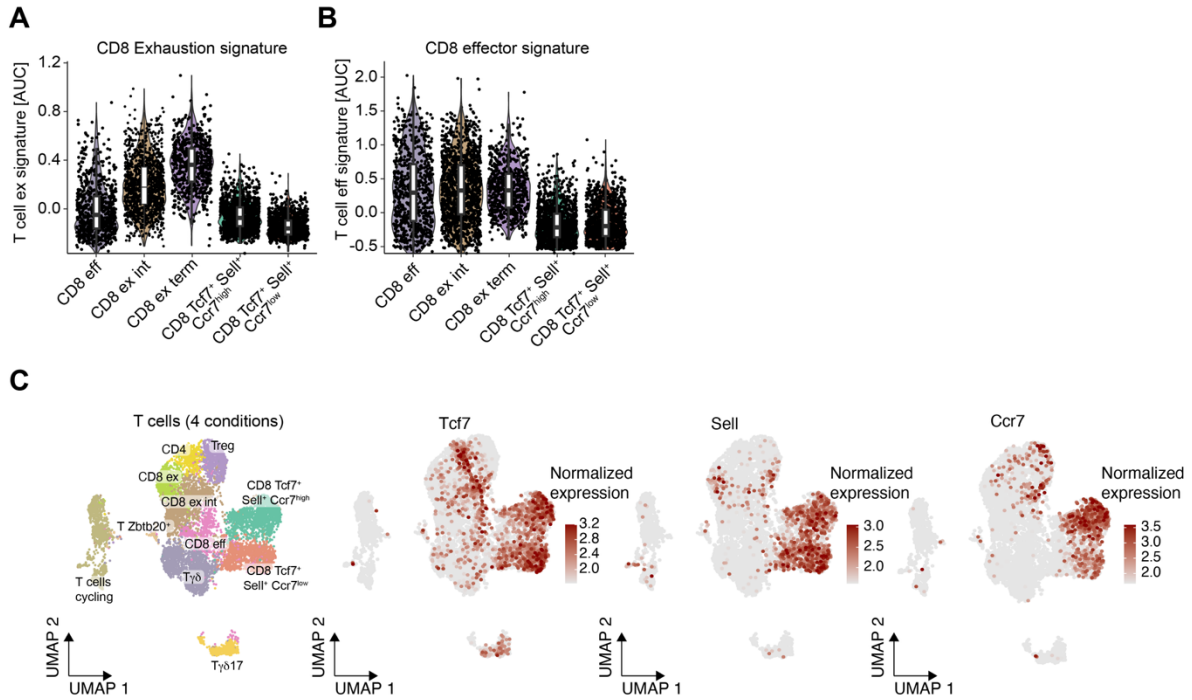 A
CD8 Exhaustion signature
T cell ex signature [AUC]
1.2
0.8
0.4
0.0
CD8 eff
CD8 ex int
CD8 ex term
CD8 Tcf7⁺ Sell⁺
Ccr7ʰⁱᵍʰ
CD8 Tcf7⁺ Sell⁺
Ccr7ˡᵒʷ
B
CD8 effector signature
T cell eff signature [AUC]
2.0
1.5
1.0
0.5
0.0
-0.5
CD8 eff
CD8 ex int
CD8 ex term
CD8 Tcf7⁺ Sell⁺
Ccr7ʰⁱᵍʰ
CD8 Tcf7⁺ Sell⁺
Ccr7ˡᵒʷ
C
T cells (4 conditions)
CD4
Treg
CD8 ex
CD8 ex int
CD8 Tcf7⁺
Sell⁺ Ccr7ʰⁱᵍʰ
T Zbtb20⁺
CD8 eff
Tγδ
CD8 Tcf7⁺
Sell⁺ Ccr7ˡᵒʷ
T cells
cycling
Tγδ17
UMAP 2
UMAP 1
Tcf7
Normalized
expression
3.2
2.8
2.4
2.0
UMAP 2
UMAP 1
Sell
Normalized
expression
3.0
2.5
2.0
UMAP 2
UMAP 1
Ccr7
Normalized
expression
3.5
3.0
2.5
2.0
UMAP 2
UMAP 1